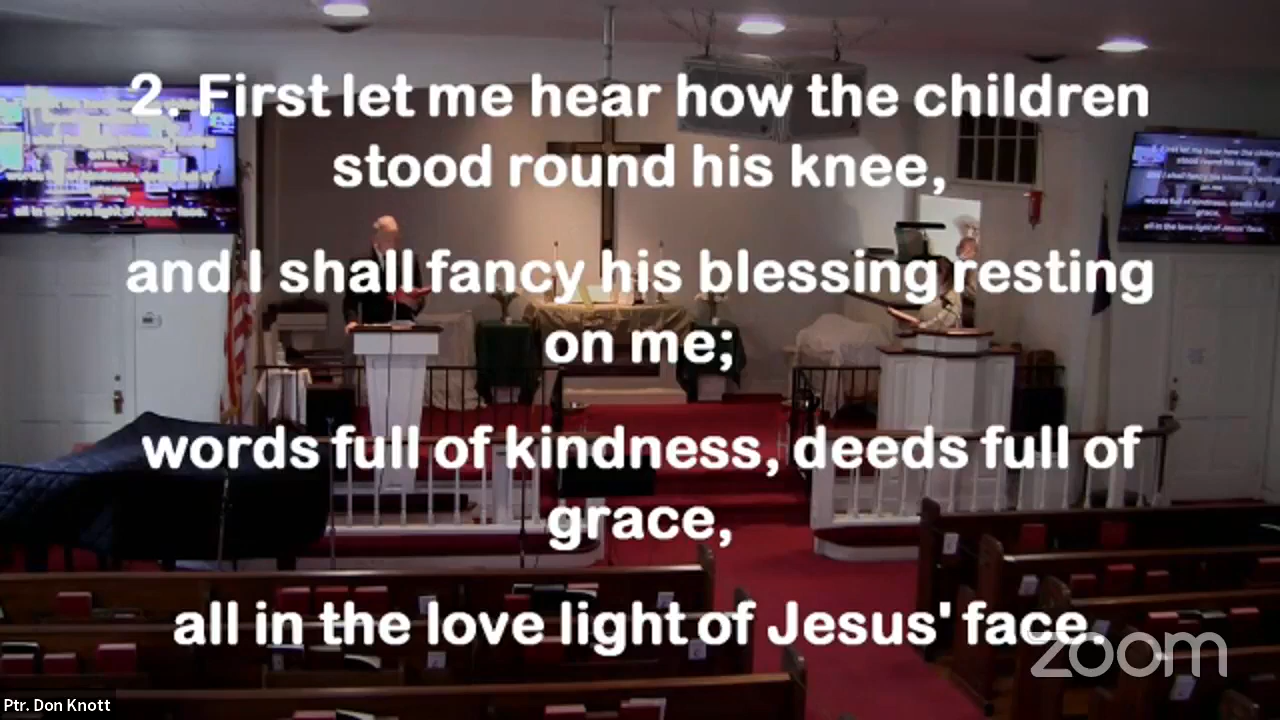 2. First let me hear how the children
stood round his knee,
and I shall fancy his blessing resting
on me;
words full of kindness, deeds full of
grace,
all in the love light of Jesus' face.
zoom
Ptr. Don Knott